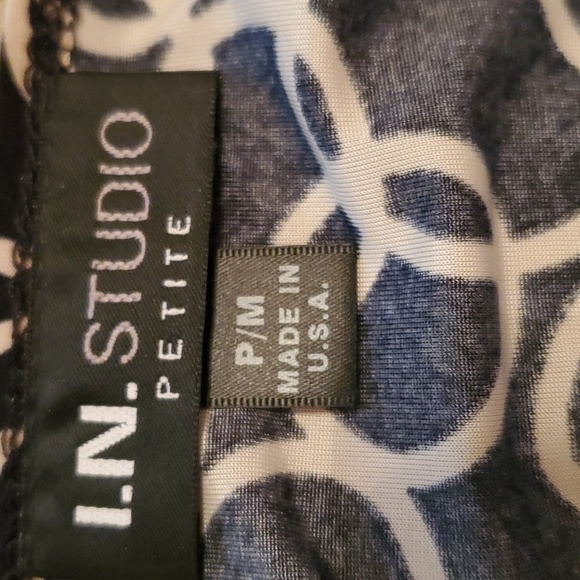 I.N. STUDIO
PETITE
P/M
MADE IN
U.S.A.